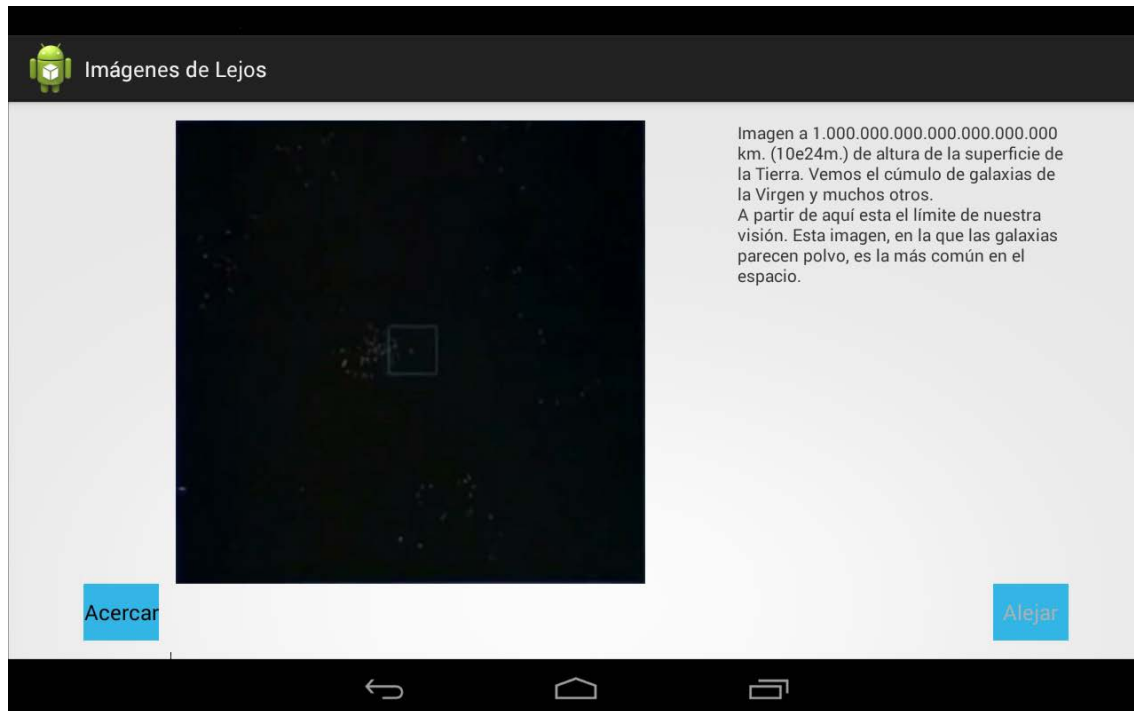 Imágenes de Lejos
Imagen a 1.000.000.000.000.000.000.000
km. (10e24m.) de altura de la superficie de
la Tierra. Vemos el cúmulo de galaxias de
la Virgen y muchos otros.
A partir de aquí esta el límite de nuestra
visión. Esta imagen, en la que las galaxias
parecen polvo, es la más común en el
espacio.
Acercar
Alejar